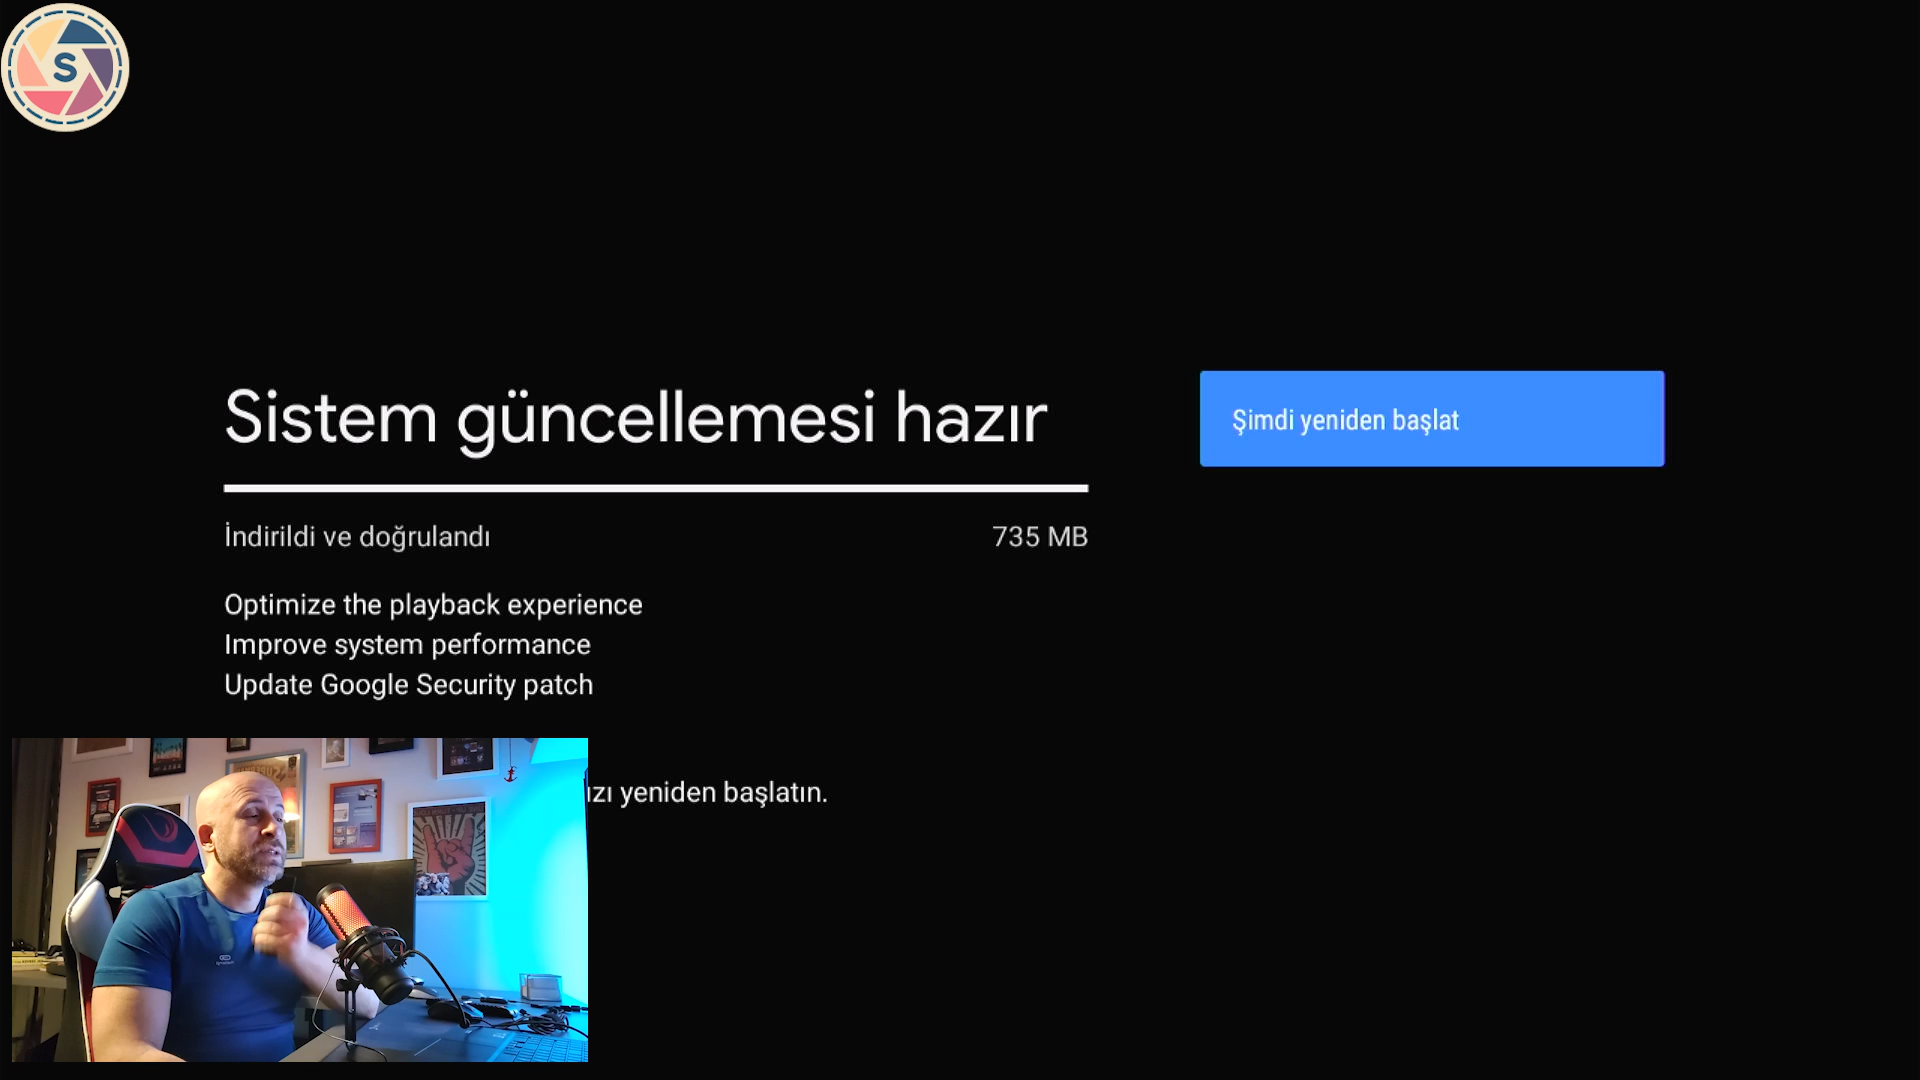 S
Sistem güncellemesi hazır
Şimdi yeniden başlat
İndirildi ve doğrulandı 735 MB
Optimize the playback experience
Improve system performance
Update Google Security patch
yeniden başlatın.